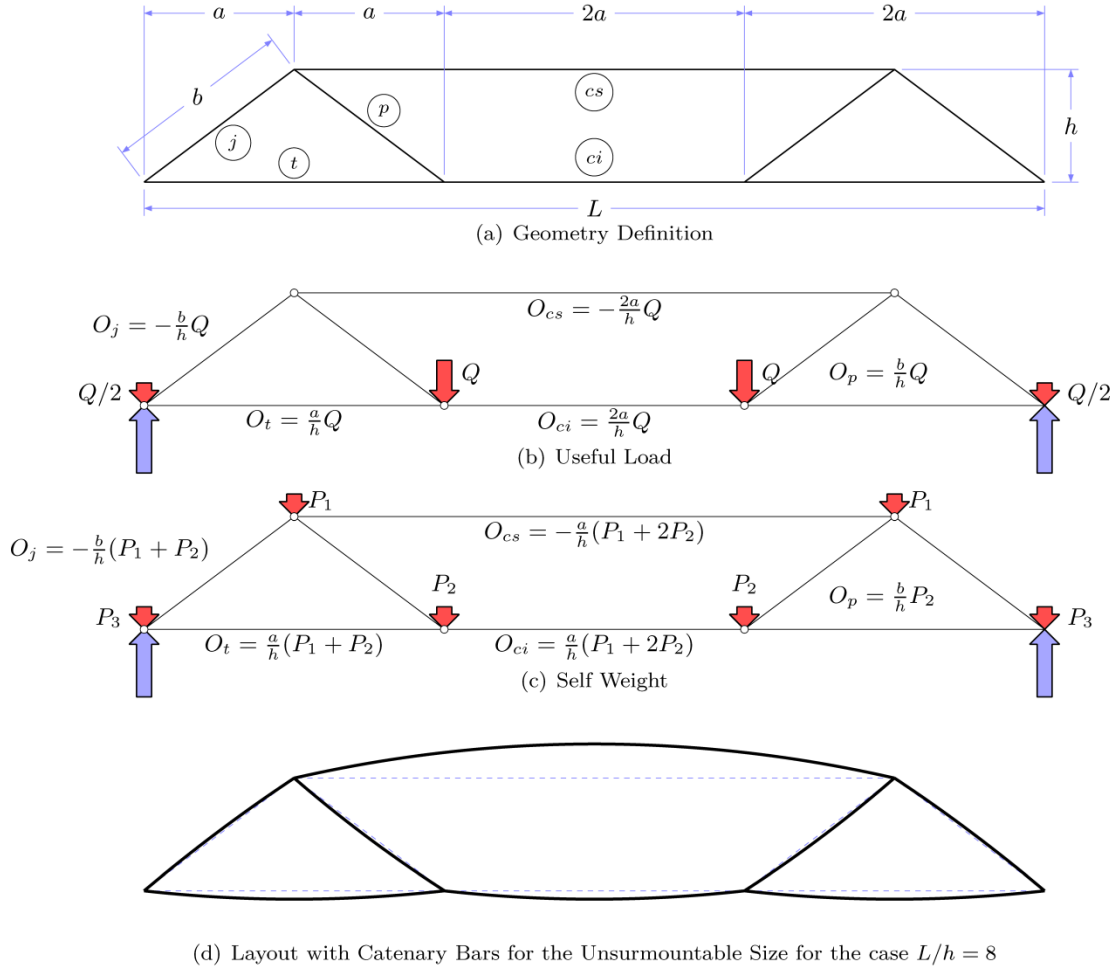 a a 2a 2a
b
j
p
t
cs
ci
h
L
(a) Geometry Definition
O_{cs} = -\frac{2a}{h}Q
O_j = -\frac{b}{h}Q
Q/2 Q Q O_p = \frac{b}{h}Q Q/2
O_t = \frac{a}{h}Q O_{ci} = \frac{2a}{h}Q
(b) Useful Load
P_1 P_1
O_{cs} = -\frac{a}{h}(P_1 + 2P_2)
O_j = -\frac{b}{h}(P_1 + P_2)
P_3 P_2 P_2 O_p = \frac{b}{h}P_2 P_3
O_t = \frac{a}{h}(P_1 + P_2) O_{ci} = \frac{a}{h}(P_1 + 2P_2)
(c) Self Weight
(d) Layout with Catenary Bars for the Unsurmountable Size for the case L/h = 8